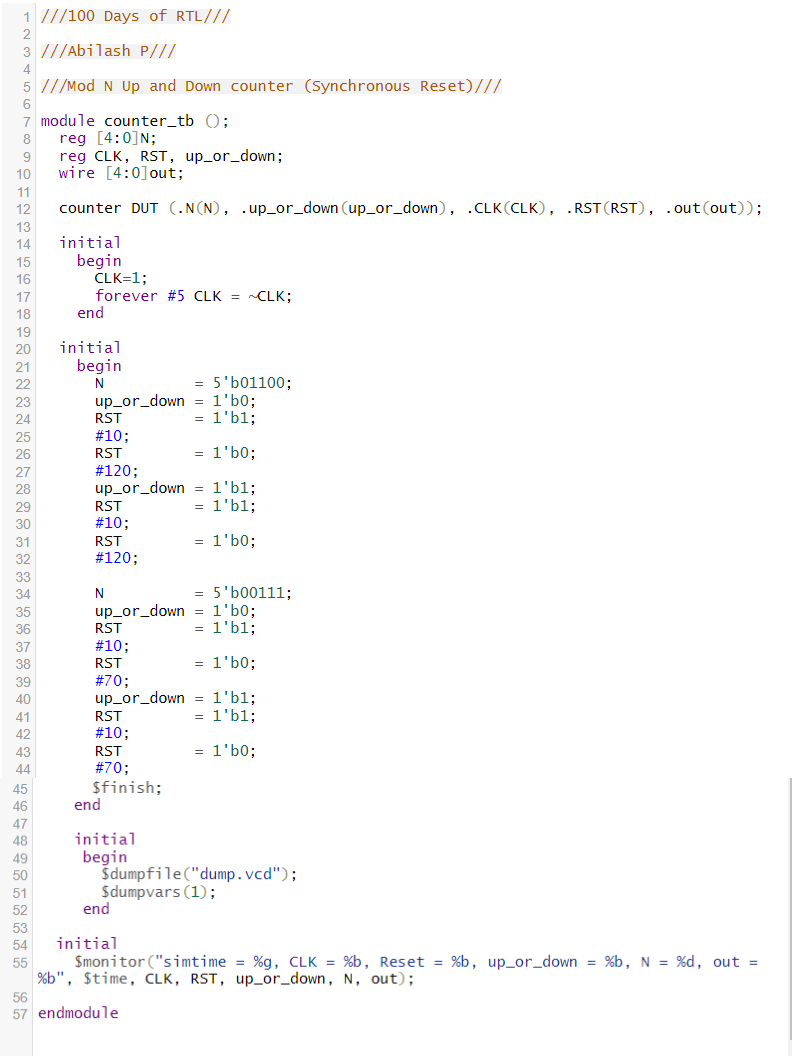 1 ///100 Days of RTL///
2
3 ///Abilash P///
4
5 ///Mod N Up and Down counter (Synchronous Reset)///
6
7 module counter_tb ();
8 reg [4:0]N;
9 reg CLK, RST, up_or_down;
10 wire [4:0]out;
11
12 counter DUT (.N(N), .up_or_down(up_or_down), .CLK(CLK), .RST(RST), .out(out));
13
14 initial
15 begin
16 CLK=1;
17 forever #5 CLK = ~CLK;
18 end
19
20 initial
21 begin
22 N = 5'b01100;
23 up_or_down = 1'b0;
24 RST = 1'b1;
25 #10;
26 RST = 1'b0;
27 #120;
28 up_or_down = 1'b1;
29 RST = 1'b1;
30 #10;
31 RST = 1'b0;
32 #120;
33
34 N = 5'b00111;
35 up_or_down = 1'b0;
36 RST = 1'b1;
37 #10;
38 RST = 1'b0;
39 #70;
40 up_or_down = 1'b1;
41 RST = 1'b1;
42 #10;
43 RST = 1'b0;
44 #70;
45 $finish;
46 end
47
48 initial
49 begin
50 $dumpfile("dump.vcd");
51 $dumpvars(1);
52 end
53
54 initial
55 $monitor("simtime = %g, CLK = %b, Reset = %b, up_or_down = %b, N = %d, out =
%b", $time, CLK, RST, up_or_down, N, out);
56
57 endmodule